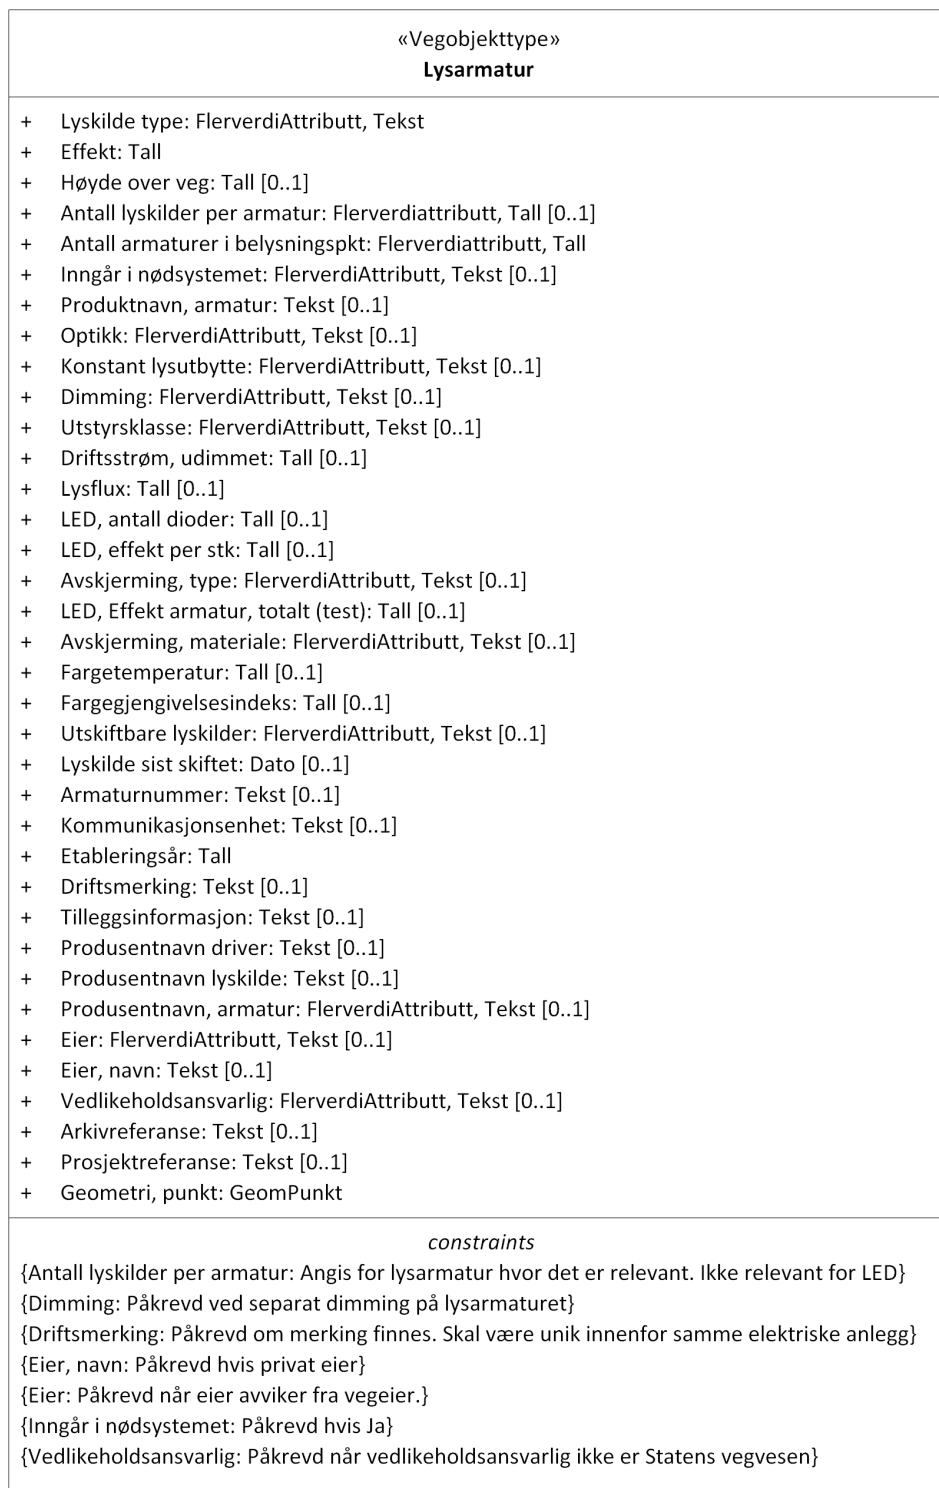 «Vegobjekttype»
Lysarmatur
+ Lyskilde type: FlerverdiAttributt, Tekst
+ Effekt: Tall
+ Høyde over veg: Tall [0..1]
+ Antall lyskilder per armatur: Flerverdiattributt, Tall [0..1]
+ Antall armaturer i belysningspkt: Flerverdiattributt, Tall
+ Inngår i nødsystemet: FlerverdiAttributt, Tekst [0..1]
+ Produktnavn, armatur: Tekst [0..1]
+ Optikk: FlerverdiAttributt, Tekst [0..1]
+ Konstant lysutbytte: FlerverdiAttributt, Tekst [0..1]
+ Dimming: FlerverdiAttributt, Tekst [0..1]
+ Utstyrsklasse: FlerverdiAttributt, Tekst [0..1]
+ Driftsstrøm, udimmet: Tall [0..1]
+ Lysflux: Tall [0..1]
+ LED, antall dioder: Tall [0..1]
+ LED, effekt per stk: Tall [0..1]
+ Avskjerming, type: FlerverdiAttributt, Tekst [0..1]
+ LED, Effekt armatur, totalt (test): Tall [0..1]
+ Avskjerming, materiale: FlerverdiAttributt, Tekst [0..1]
+ Fargetemperatur: Tall [0..1]
+ Fargegjengivelsesindeks: Tall [0..1]
+ Utskiftbare lyskilder: FlerverdiAttributt, Tekst [0..1]
+ Lyskilde sist skiftet: Dato [0..1]
+ Armaturnummer: Tekst [0..1]
+ Kommunikasjonsenhet: Tekst [0..1]
+ Etableringsår: Tall
+ Driftsmerking: Tekst [0..1]
+ Tilleggsinformasjon: Tekst [0..1]
+ Produsentnavn driver: Tekst [0..1]
+ Produsentnavn lyskilde: Tekst [0..1]
+ Produsentnavn, armatur: FlerverdiAttributt, Tekst [0..1]
+ Eier: FlerverdiAttributt, Tekst [0..1]
+ Eier, navn: Tekst [0..1]
+ Vedlikeholdsansvarlig: FlerverdiAttributt, Tekst [0..1]
+ Arkivreferanse: Tekst [0..1]
+ Prosjektreferanse: Tekst [0..1]
+ Geometri, punkt: GeomPunkt
constraints
{Antall lyskilder per armatur: Angis for lysarmatur hvor det er relevant. Ikke relevant for LED}
{Dimming: Påkrevd ved separat dimming på lysarmaturet}
{Driftsmerking: Påkrevd om merking finnes. Skal være unik innenfor samme elektriske anlegg}
{Eier, navn: Påkrevd hvis privat eier}
{Eier: Påkrevd når eier avviker fra vegeier.}
{Inngår i nødsystemet: Påkrevd hvis Ja}
{Vedlikeholdsansvarlig: Påkrevd når vedlikeholdsansvarlig ikke er Statens vegvesen}